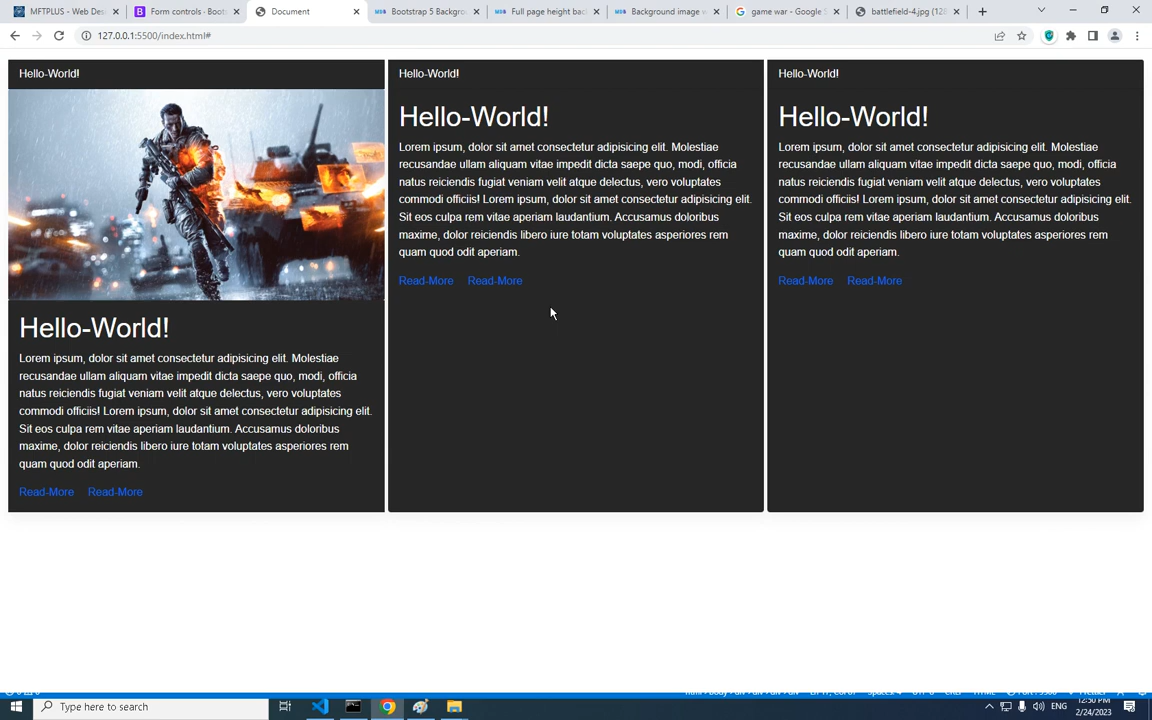 MFTPLUS - Web Des
Form controls · Boots
Document
Bootstrap 5 Backgro
Full page height bac
Background image w
game war - Google S
battlefield-4.jpg (128
127.0.0.1:5500/index.html#
Hello-World!
Hello-World!
Lorem ipsum, dolor sit amet consectetur adipisicing elit. Molestiae
recusandae ullam aliquam vitae impedit dicta saepe quo, modi, officia
natus reiciendis fugiat veniam velit atque delectus, vero voluptates
commodi officiis! Lorem ipsum, dolor sit amet consectetur adipisicing elit.
Sit eos culpa rem vitae aperiam laudantium. Accusamus doloribus
maxime, dolor reiciendis libero iure totam voluptates asperiores rem
quam quod odit aperiam.
Read-More Read-More
Hello-World!
Hello-World!
Lorem ipsum, dolor sit amet consectetur adipisicing elit. Molestiae
recusandae ullam aliquam vitae impedit dicta saepe quo, modi, officia
natus reiciendis fugiat veniam velit atque delectus, vero voluptates
commodi officiis! Lorem ipsum, dolor sit amet consectetur adipisicing elit.
Sit eos culpa rem vitae aperiam laudantium. Accusamus doloribus
maxime, dolor reiciendis libero iure totam voluptates asperiores rem
quam quod odit aperiam.
Read-More Read-More
Hello-World!
Hello-World!
Lorem ipsum, dolor sit amet consectetur adipisicing elit. Molestiae
recusandae ullam aliquam vitae impedit dicta saepe quo, modi, officia
natus reiciendis fugiat veniam velit atque delectus, vero voluptates
commodi officiis! Lorem ipsum, dolor sit amet consectetur adipisicing elit.
Sit eos culpa rem vitae aperiam laudantium. Accusamus doloribus
maxime, dolor reiciendis libero iure totam voluptates asperiores rem
quam quod odit aperiam.
Read-More Read-More
Type here to search
ENG
12:50 PM
2/24/2023